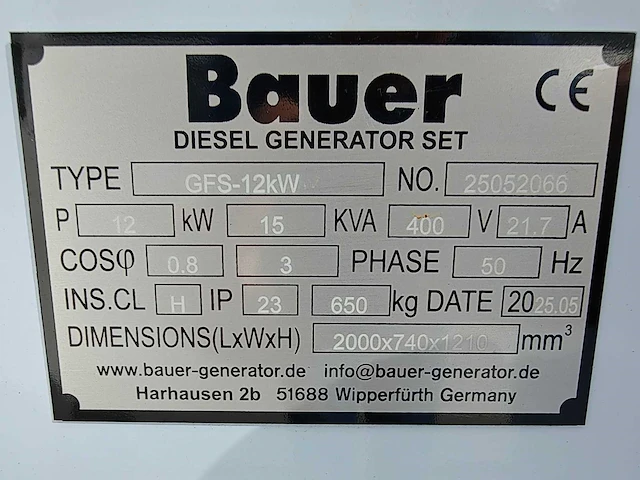 Bauer CE
DIESEL GENERATOR SET
TYPE GFS-12kW NO. 25052066
P 12 kW 15 KVA 400 V 21.7 A
COSφ 0.8 3 PHASE 50 Hz
INS.CL H IP 23 650 kg DATE 2025.05
DIMENSIONS(LxWxH) 2000x740x1210 mm³
www.bauer-generator.de info@bauer-generator.de
Harhausen 2b 51688 Wipperfürth Germany